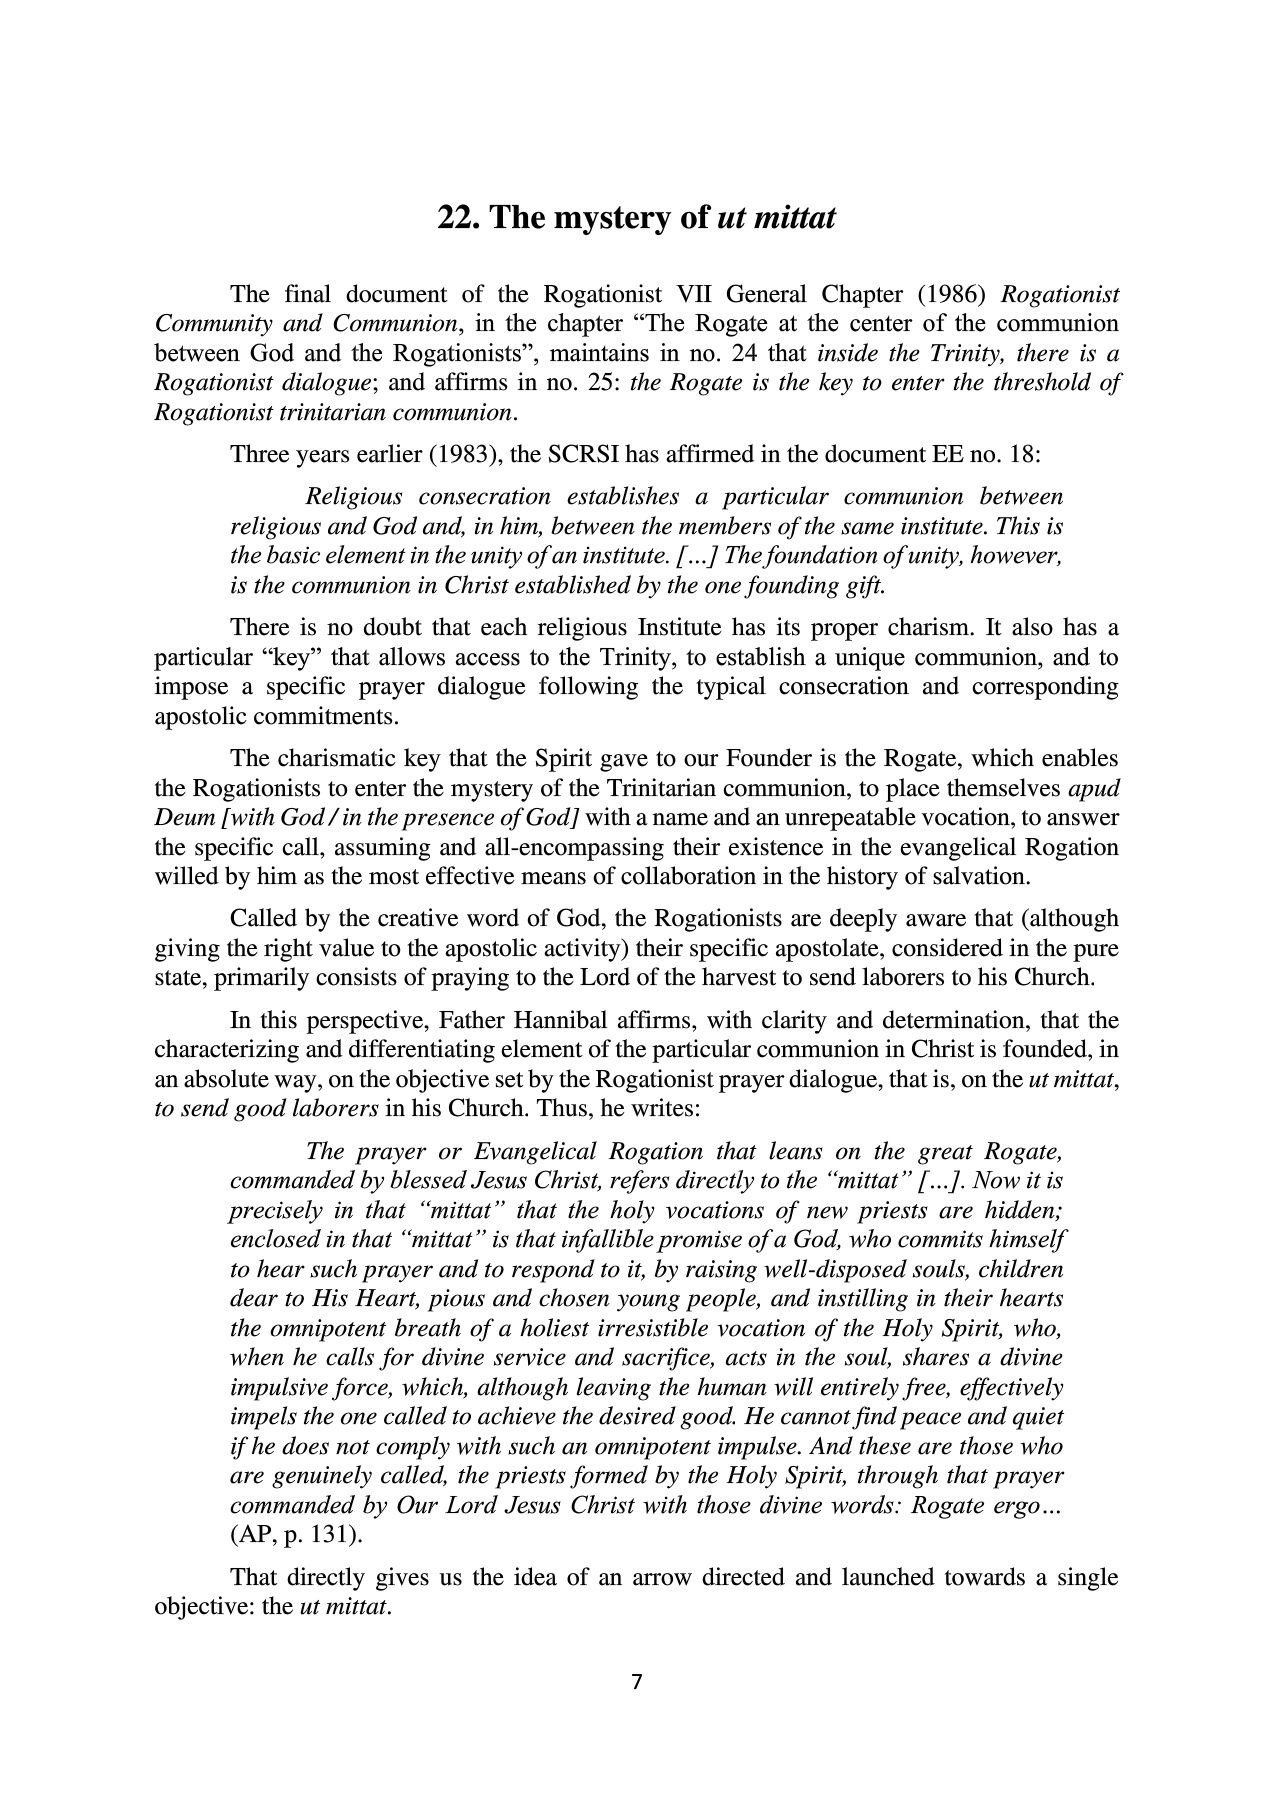 22. The mystery of ut mittat
The final document of the Rogationist VII General Chapter (1986) Rogationist
Community and Communion, in the chapter “The Rogate at the center of the communion
between God and the Rogationists”, maintains in no. 24 that inside the Trinity, there is a
Rogationist dialogue; and affirms in no. 25: the Rogate is the key to enter the threshold of
Rogationist trinitarian communion.
Three years earlier (1983), the SCRSI has affirmed in the document EE no. 18:
Religious consecration establishes a particular communion between
religious and God and, in him, between the members of the same institute. This is
the basic element in the unity of an institute. [...] The foundation of unity, however,
is the communion in Christ established by the one founding gift.
There is no doubt that each religious Institute has its proper charism. It also has a
particular “key” that allows access to the Trinity, to establish a unique communion, and to
impose a specific prayer dialogue following the typical consecration and corresponding
apostolic commitments.
The charismatic key that the Spirit gave to our Founder is the Rogate, which enables
the Rogationists to enter the mystery of the Trinitarian communion, to place themselves apud
Deum [with God / in the presence of God] with a name and an unrepeatable vocation, to answer
the specific call, assuming and all-encompassing their existence in the evangelical Rogation
willed by him as the most effective means of collaboration in the history of salvation.
Called by the creative word of God, the Rogationists are deeply aware that (although
giving the right value to the apostolic activity) their specific apostolate, considered in the pure
state, primarily consists of praying to the Lord of the harvest to send laborers to his Church.
In this perspective, Father Hannibal affirms, with clarity and determination, that the
characterizing and differentiating element of the particular communion in Christ is founded, in
an absolute way, on the objective set by the Rogationist prayer dialogue, that is, on the ut mittat,
to send good laborers in his Church. Thus, he writes:
The prayer or Evangelical Rogation that leans on the great Rogate,
commanded by blessed Jesus Christ, refers directly to the “mittat” [...]. Now it is
precisely in that “mittat” that the holy vocations of new priests are hidden;
enclosed in that “mittat” is that infallible promise of a God, who commits himself
to hear such prayer and to respond to it, by raising well-disposed souls, children
dear to His Heart, pious and chosen young people, and instilling in their hearts
the omnipotent breath of a holiest irresistible vocation of the Holy Spirit, who,
when he calls for divine service and sacrifice, acts in the soul, shares a divine
impulsive force, which, although leaving the human will entirely free, effectively
impels the one called to achieve the desired good. He cannot find peace and quiet
if he does not comply with such an omnipotent impulse. And these are those who
are genuinely called, the priests formed by the Holy Spirit, through that prayer
commanded by Our Lord Jesus Christ with those divine words: Rogate ergo…
(AP, p. 131).
That directly gives us the idea of an arrow directed and launched towards a single
objective: the ut mittat.
7